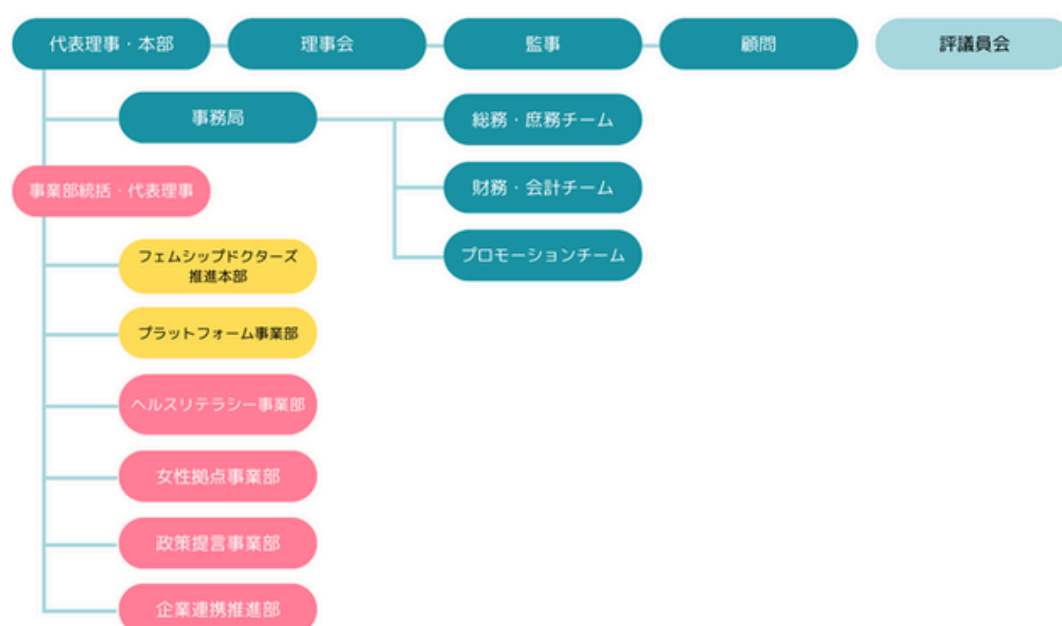 代表理事・本部
理事会
監事
顧問
評議員会
事務局
総務・庶務チーム
事業部統括・代表理事
財務・会計チーム
フェムシップドクターズ
推進本部
プロモーションチーム
プラットフォーム事業部
ヘルスリテラシー事業部
女性拠点事業部
政策提言事業部
企業連携推進部